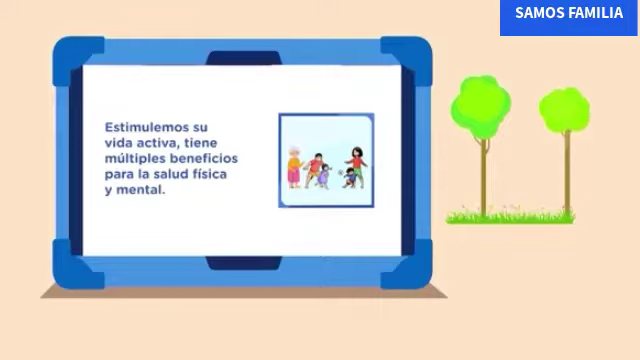 SAMOS FAMILIA
Estimulemos su
vida activa, tiene
múltiples beneficios
para la salud física
y mental.